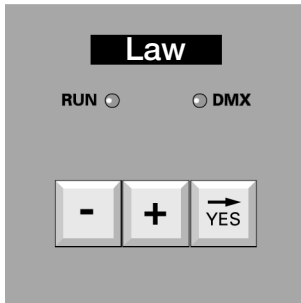 Law
RUN DMX
- +
YES